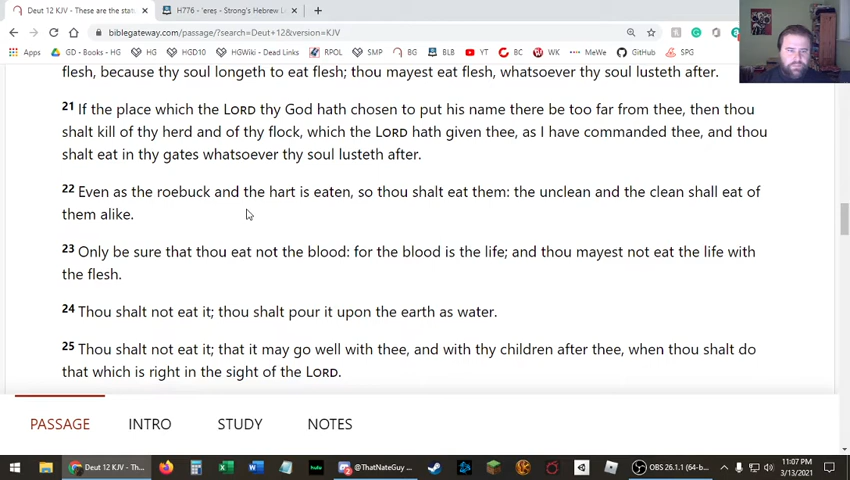 Deut 12 KJV - These are the stat
H776 - 'eres - Strong's Hebrew L
biblegateway.com/passage/?search=Deut+12&version=KJV
Apps GD - Books - HG HG HGD10 HGWiki - Dead Links RPOL SMP BG BLB YT BC WK MeWe GitHub SPG
flesh, because thy soul longeth to eat flesh; thou mayest eat flesh, whatsoever thy soul lusteth after.
21 If the place which the LORD thy God hath chosen to put his name there be too far from thee, then thou
shalt kill of thy herd and of thy flock, which the LORD hath given thee, as I have commanded thee, and thou
shalt eat in thy gates whatsoever thy soul lusteth after.
22 Even as the roebuck and the hart is eaten, so thou shalt eat them: the unclean and the clean shall eat of
them alike.
23 Only be sure that thou eat not the blood: for the blood is the life; and thou mayest not eat the life with
the flesh.
24 Thou shalt not eat it; thou shalt pour it upon the earth as water.
25 Thou shalt not eat it; that it may go well with thee, and with thy children after thee, when thou shalt do
that which is right in the sight of the LORD.
PASSAGE INTRO STUDY NOTES
Deut 12 KJV - Th... hulu @ThatNateGuy ... OBS 26.1.1 (64-b... 11:07 PM
3/13/2021